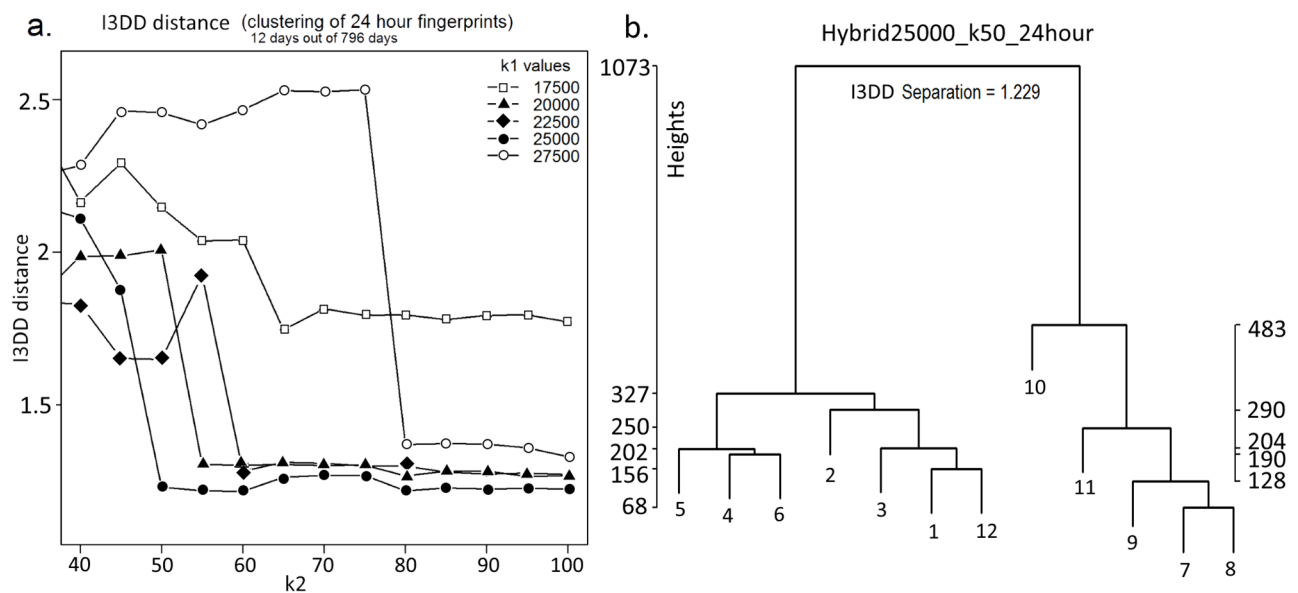 a.
I3DD distance (clustering of 24 hour fingerprints)
12 days out of 796 days
k1 values
17500
20000
22500
25000
27500
2.5
2
1.5
I3DD distance
40 50 60 70 80 90 100
k2
b.
Hybrid25000_k50_24hour
I3DD Separation = 1.229
Heights
1073
327
250
202
156
68
483
290
204
190
128
10
5 4 6 2 3 1 12
11
9
7 8